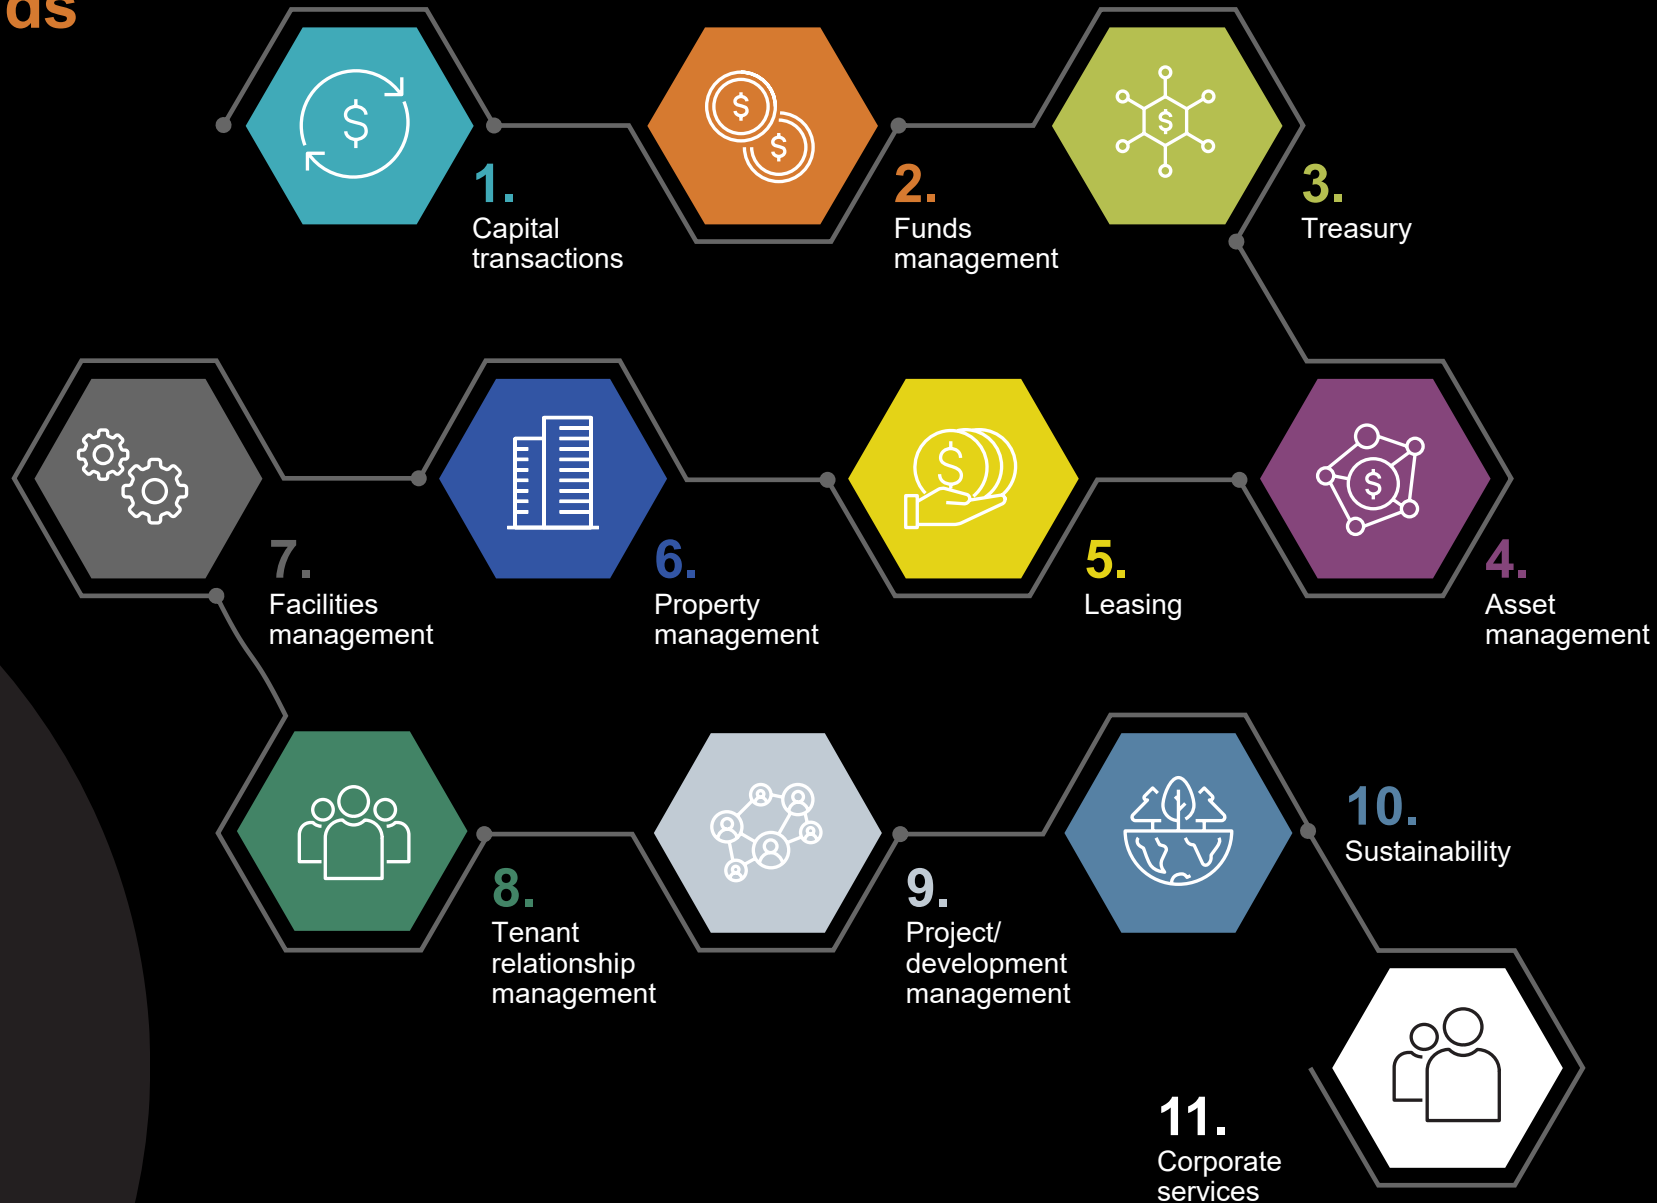 ds
1.
Capital
transactions
2.
Funds
management
3.
Treasury
4.
Asset
management
5.
Leasing
6.
Property
management
7.
Facilities
management
8.
Tenant
relationship
management
9.
Project/
development
management
10.
Sustainability
11.
Corporate
services